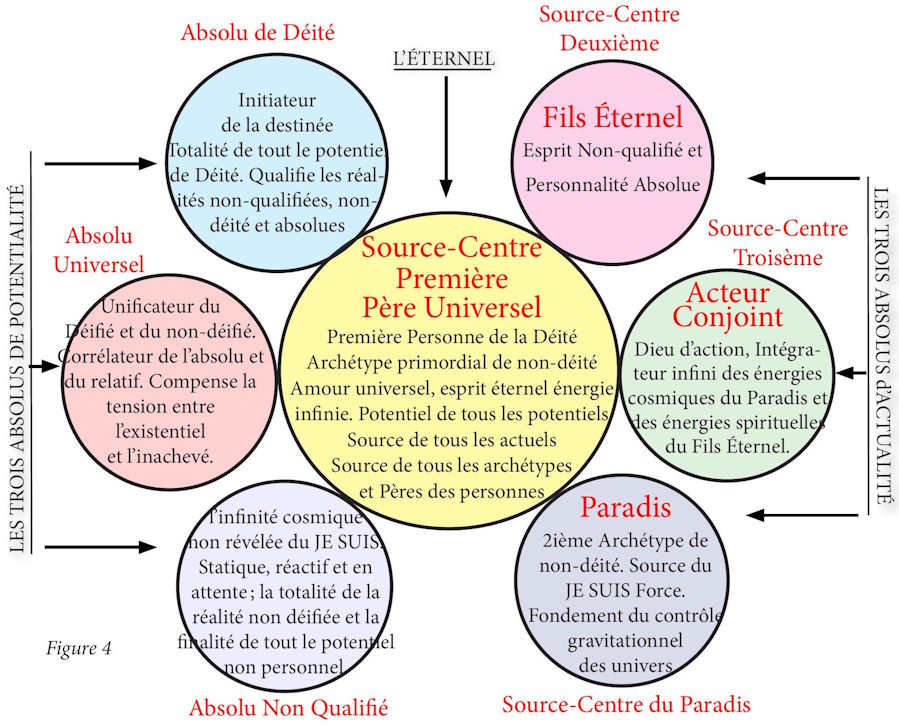 Absolu de Déité
Initiateur
de la destinée
Totalité de tout le potentie
de Déité. Qualifie les réal-
ités non-qualifiées, non-
déité et absolues
L’ÉTERNEL
Source-Centre
Deuxième
Fils Éternel
Esprit Non-qualifié et
Personnalité Absolue
LES TROIS ABSOLUS DE POTENTIALITÉ
Absolu
Universel
Unificateur du
Déifié et du non-déifié.
Corrélateur de l’absolu et
du relatif. Compense la
tension entre
l’existentiel
et l’inachevé.
Source-Centre
Première
Père Universel
Première Personne de la Déité
Archétype primordial de non-déité
Amour universel, esprit éternel énergie
infinie. Potentiel de tous les potentiels
Source de tous les actuels
Source de tous les archétypes
et Pères des personnes
Source-Centre
Troisème
Acteur
Conjoint
Dieu d’action, Intégra-
teur infini des énergies
cosmiques du Paradis et
des énergies spirituelles
du Fils Éternel.
LES TROIS ABSOLUS d’ACTUALITÉ
l’infinité cosmique
non révélée du JE SUIS.
Statique, réactif et en
attente ; la totalité de la
réalité non déifiée et la
finalité de tout le potentiel
non personnel
Absolu Non Qualifié
Paradis
2ième Archétype de
non-déité. Source du
JE SUIS Force.
Fondement du contrôle
gravitationnel
des univers
Source-Centre du Paradis
Figure 4